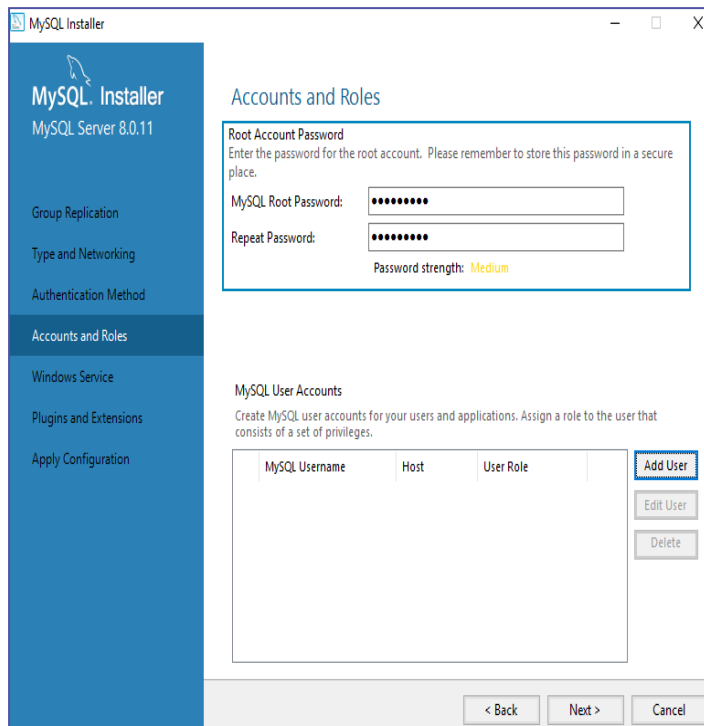 MySQL Installer
MySQL. Installer
MySQL Server 8.0.11
Group Replication
Type and Networking
Authentication Method
Accounts and Roles
Windows Service
Plugins and Extensions
Apply Configuration
Accounts and Roles
Root Account Password
Enter the password for the root account. Please remember to store this password in a secure
place.
MySQL Root Password: •••••••••
Repeat Password: •••••••••
Password strength: Medium
MySQL User Accounts
Create MySQL user accounts for your users and applications. Assign a role to the user that
consists of a set of privileges.
MySQL Username Host User Role
Add User
Edit User
Delete
< Back Next > Cancel